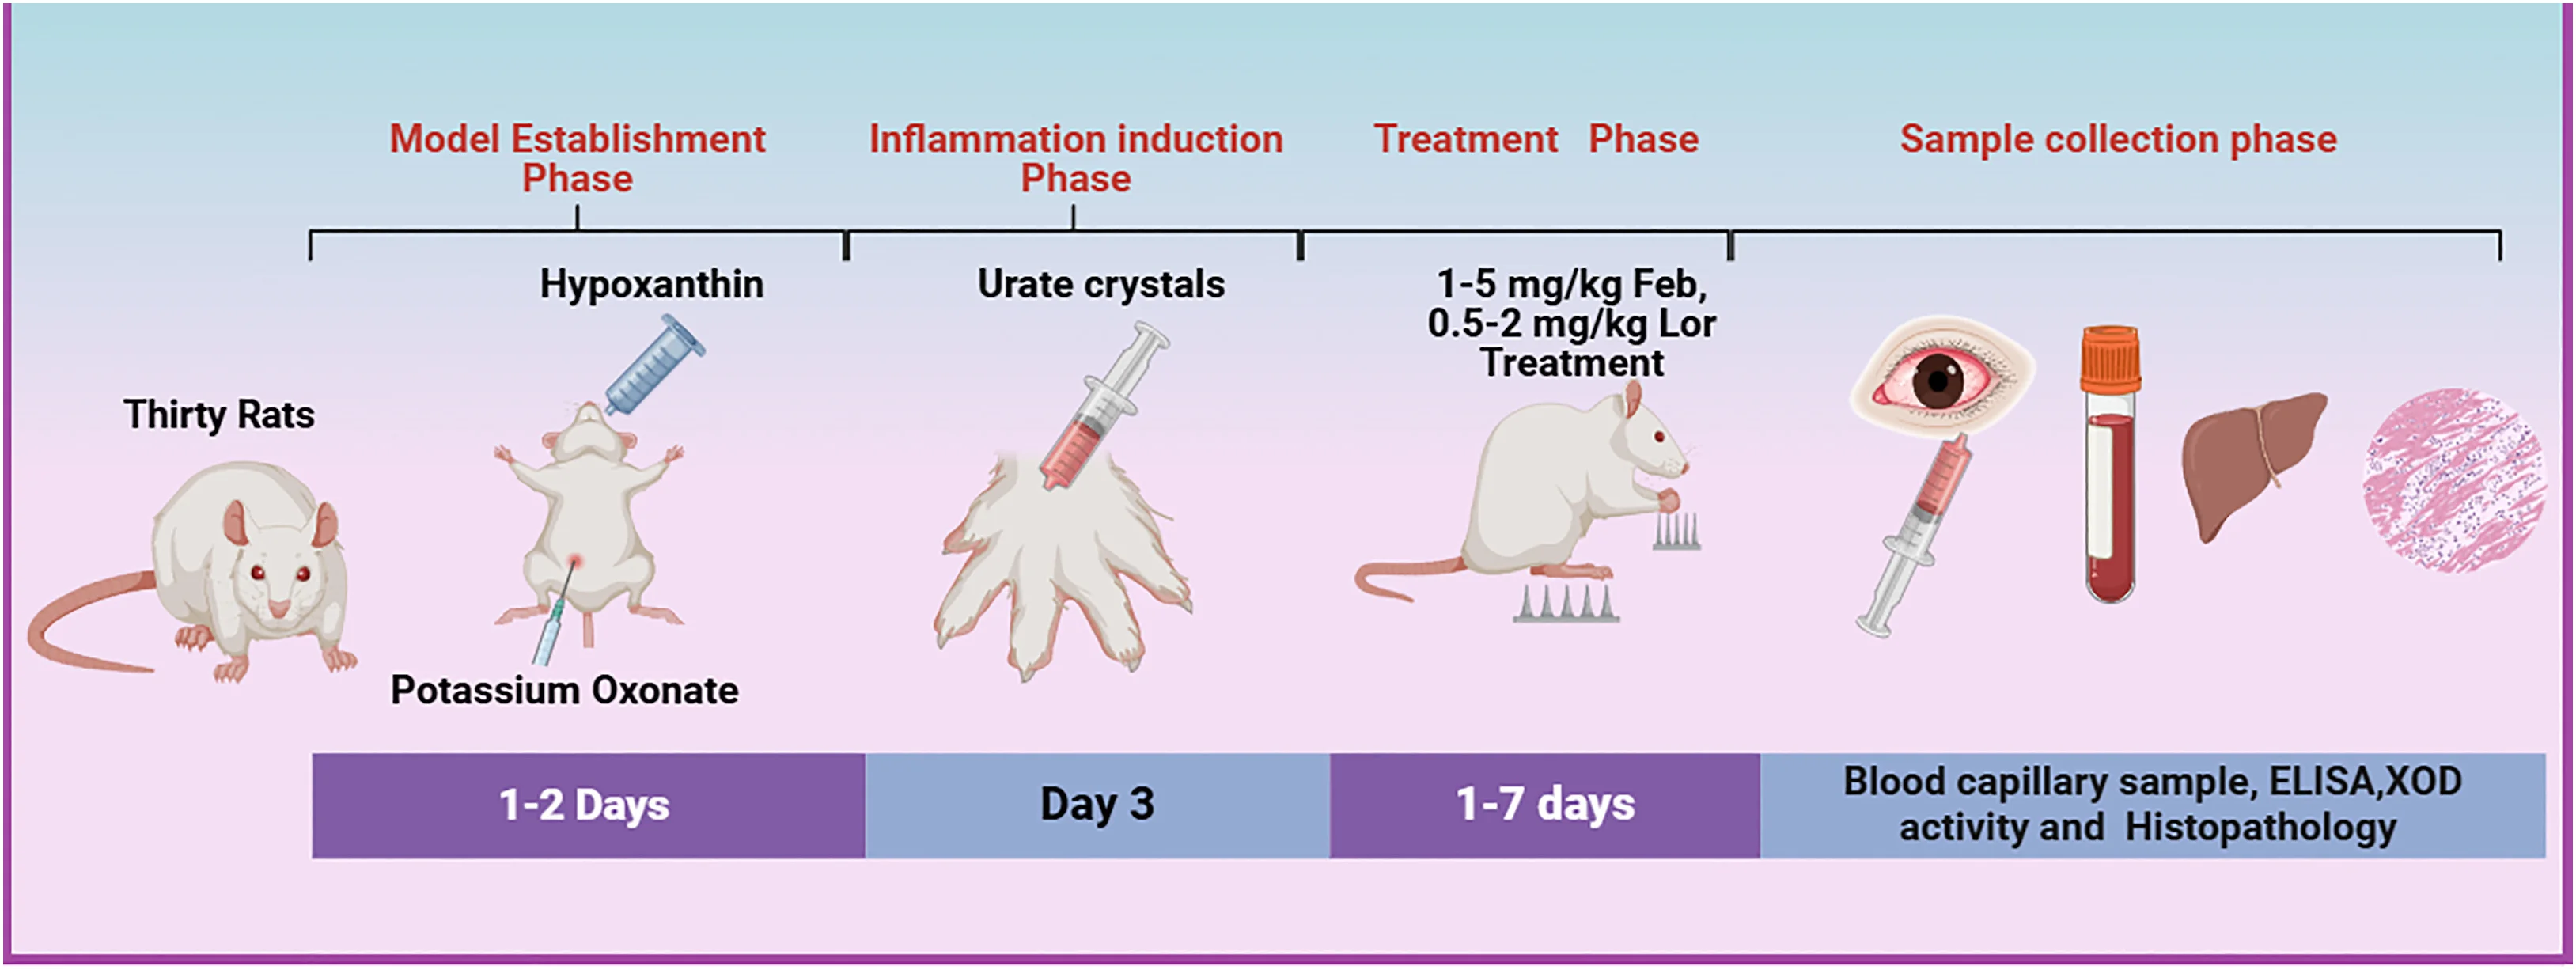 Model Establishment
Phase
Inflammation induction
Phase
Treatment Phase
Sample collection phase
Thirty Rats
Hypoxanthin
Potassium Oxonate
Urate crystals
1-5 mg/kg Feb,
0.5-2 mg/kg Lor
Treatment
1-2 Days
Day 3
1-7 days
Blood capillary sample, ELISA,XOD
activity and Histopathology